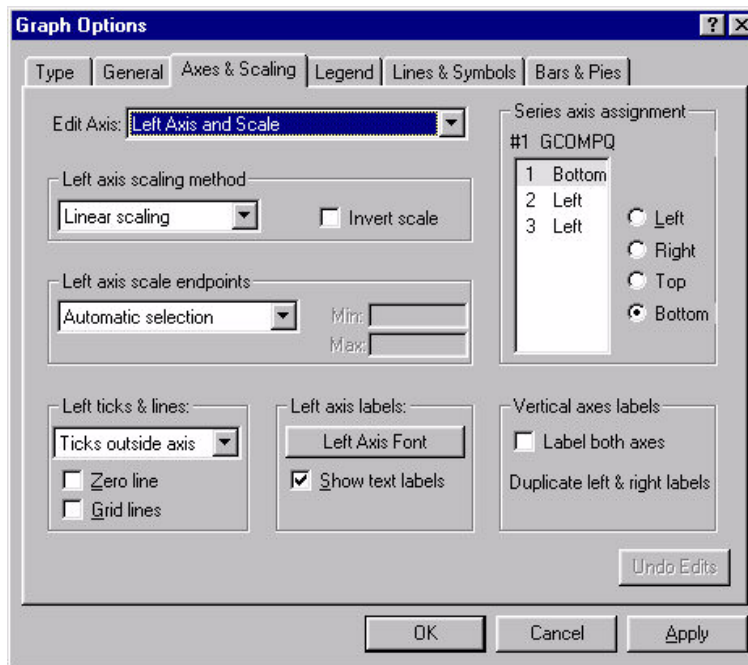 Graph Options
Type
General
Axes & Scaling
Legend
Lines & Symbols
Bars & Pies
Edit Axis:
Left Axis and Scale
Left axis scaling method
Linear scaling
Invert scale
Left axis scale endpoints
Automatic selection
Min:
Max:
Series axis assignment
#1 GCOMPQ
1 Bottom
2 Left
3 Left
Left
Right
Top
Bottom
Left ticks & lines:
Ticks outside axis
Zero line
Grid lines
Left axis labels:
Left Axis Font
Show text labels
Vertical axes labels
Label both axes
Duplicate left & right labels
Undo Edits
OK
Cancel
Apply